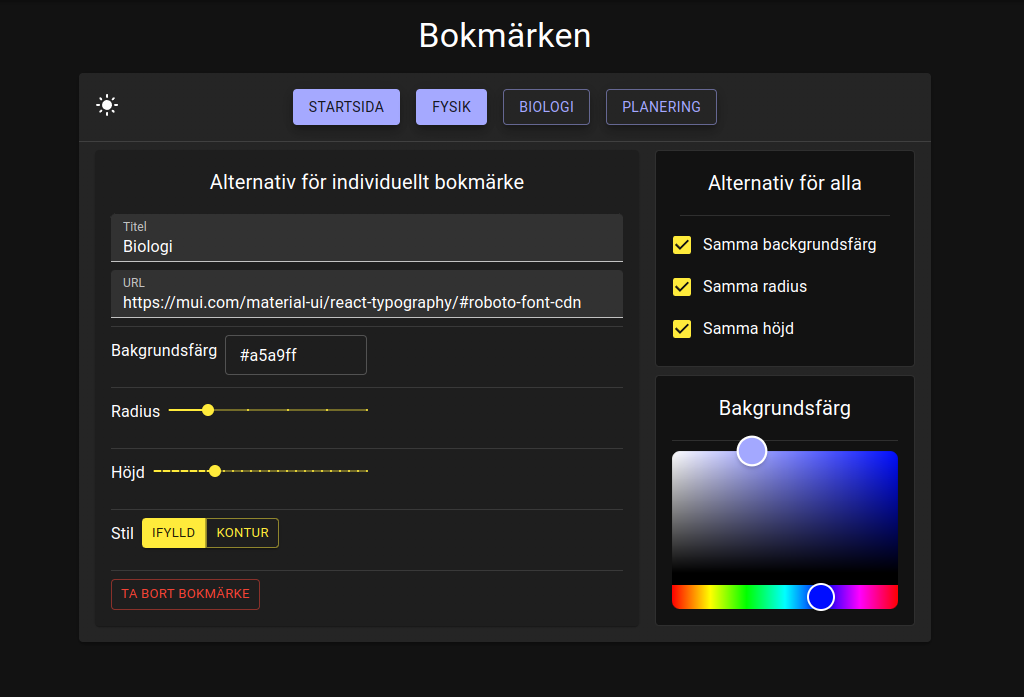 Bokmärken
STARTSIDA FYSIK BIOLOGI PLANERING
Alternativ för individuellt bokmärke
Titel
Biologi
URL
https://mui.com/material-ui/react-typography/#roboto-font-cdn
Bakgrundsfärg #a5a9ff
Radius
Höjd
Stil IFYLLD KONTUR
TA BORT BOKMÄRKE
Alternativ för alla
Samma backgrundsfärg
Samma radius
Samma höjd
Bakgrundsfärg